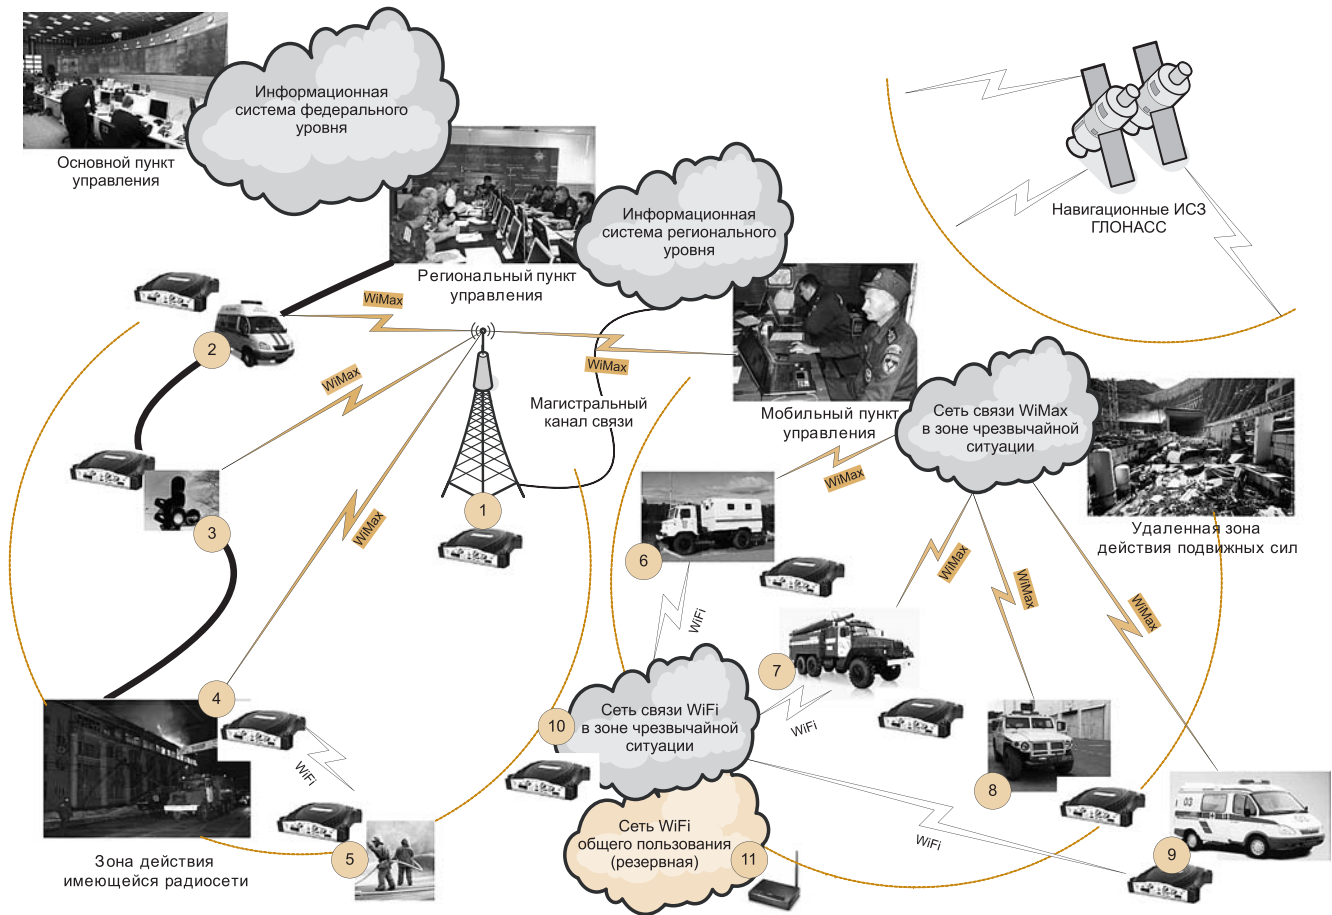 Информационная
система федерального
уровня
Основной пункт
управления
Информационная
система регионального
уровня
Навигационные ИСЗ
ГЛОНАСС
Региональный пункт
управления
WiMax
2
WiMax
WiMax
Магистральный
канал связи
Мобильный пункт
управления
Сеть связи WiMax
в зоне чрезвычайной
ситуации
WiMax
1
3
WiMax
Удаленная зона
действия подвижных сил
6
WiMax
WiMax
WiMax
WiFi
7
4
WiFi
10
Сеть связи WiFi
в зоне чрезвычайной
ситуации
WiFi
8
03
03
Сеть WiFi
общего пользования
(резервная)
11
WiFi
9
5
Зона действия
имеющейся радиосети